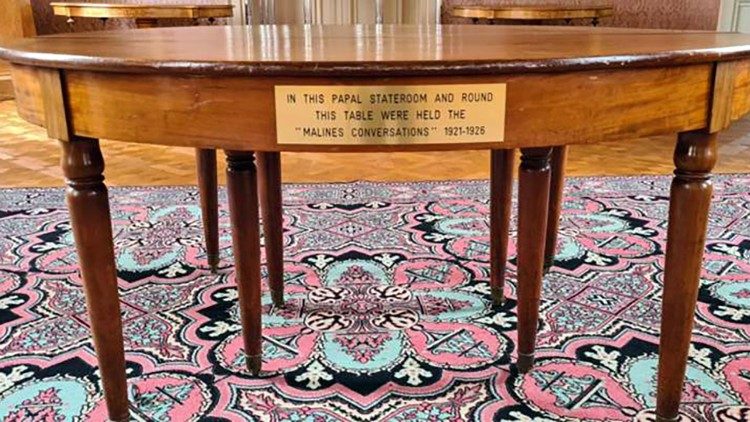 IN THIS PAPAL STATEROOM AND ROUND
THIS TABLE WERE HELD THE
"MALINES CONVERSATIONS" 1921-1926